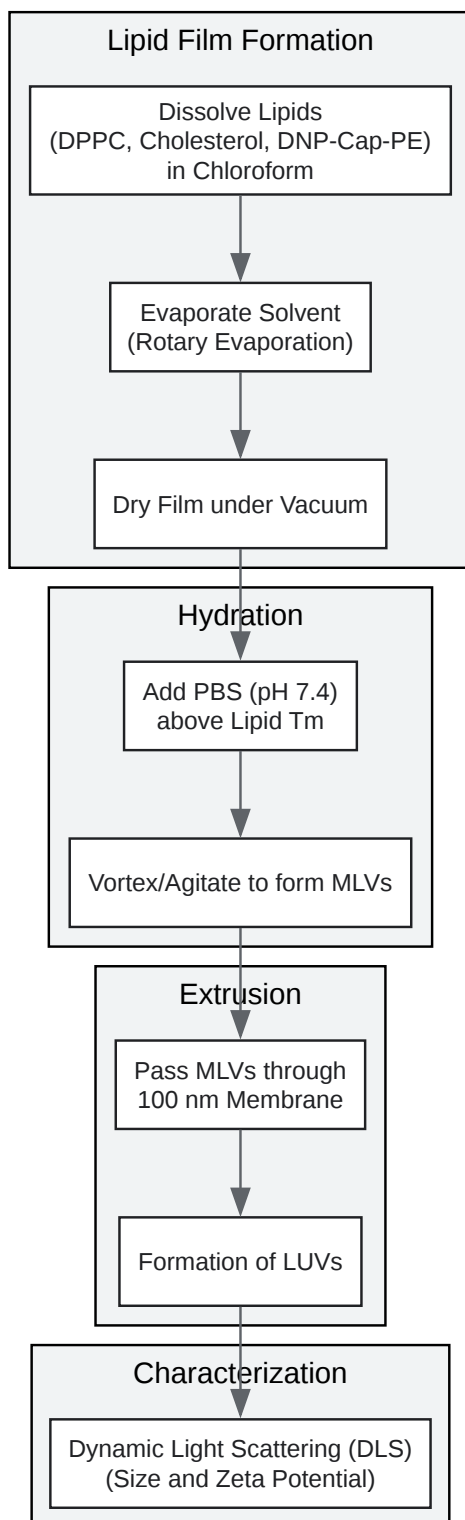 Lipid Film Formation
Dissolve Lipids
(DPPC, Cholesterol, DNP-Cap-PE)
in Chloroform
Evaporate Solvent
(Rotary Evaporation)
Dry Film under Vacuum
Hydration
Add PBS (pH 7.4)
above Lipid Tm
Vortex/Agitate to form MLVs
Extrusion
Pass MLVs through
100 nm Membrane
Formation of LUVs
Characterization
Dynamic Light Scattering (DLS)
(Size and Zeta Potential)